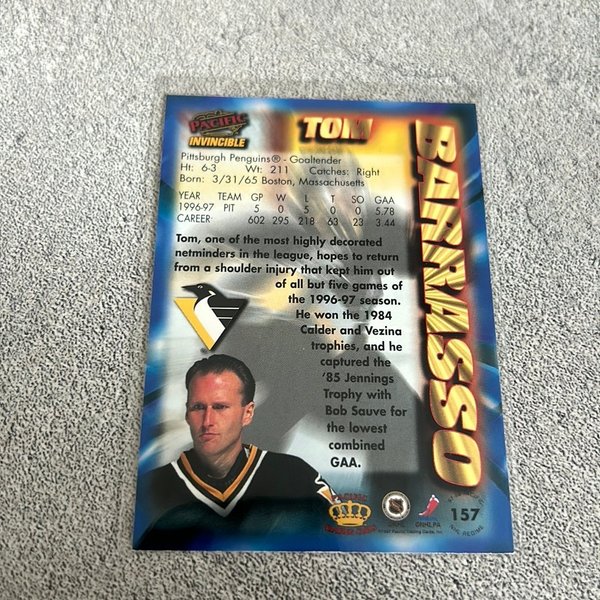 PACIFIC
INVINCIBLE
TOM
BARRASSO
Pittsburgh Penguins® - Goaltender
Ht: 6-3 Wt: 211 Catches: Right
Born: 3/31/65 Boston, Massachusetts
YEAR TEAM GP W L T SO GAA
1996-97 PIT 5 0 5 0 0 5.78
CAREER: 602 295 218 63 23 3.44
Tom, one of the most highly decorated
netminders in the league, hopes to return
from a shoulder injury that kept him out
of all but five games of
the 1996-97 season.
He won the 1984
Calder and Vezina
trophies, and he
captured the
'85 Jennings
Trophy with
Bob Sauve for
the lowest
combined
GAA.
PACIFIC
©NHLPA
157